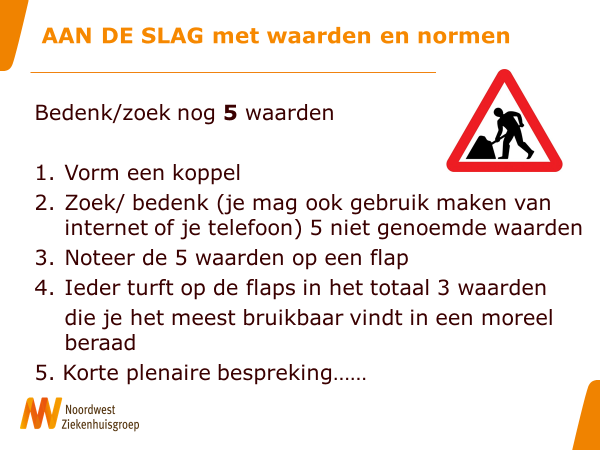 AAN DE SLAG met waarden en normen
Bedenk/zoek nog 5 waarden
1. Vorm een koppel
2. Zoek/ bedenk (je mag ook gebruik maken van
internet of je telefoon) 5 niet genoemde waarden
3. Noteer de 5 waarden op een flap
4. Ieder turft op de flaps in het totaal 3 waarden
die je het meest bruikbaar vindt in een moreel
beraad
5. Korte plenaire bespreking……
Noordwest
Ziekenhuisgroep